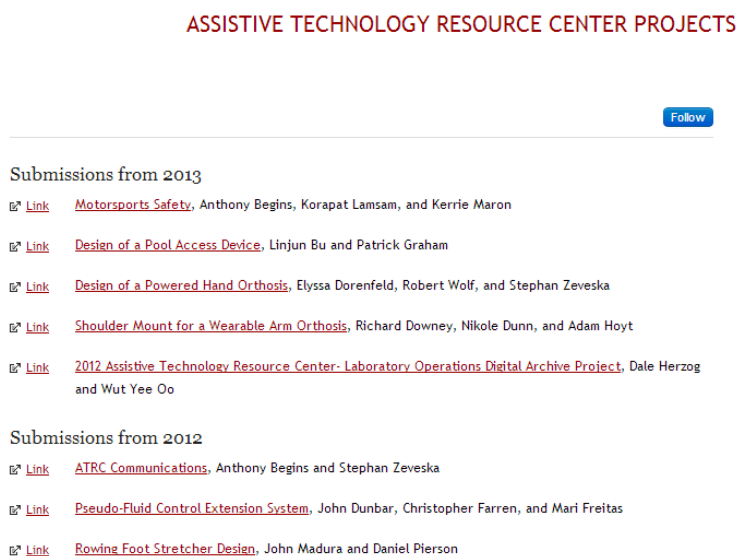 ASSISTIVE TECHNOLOGY RESOURCE CENTER PROJECTS
Follow
Submissions from 2013
Link Motorsports Safety, Anthony Begins, Korapat Lamsam, and Kerrie Maron
Link Design of a Pool Access Device, Linjun Bu and Patrick Graham
Link Design of a Powered Hand Orthosis, Elyssa Dorenfeld, Robert Wolf, and Stephan Zeveska
Link Shoulder Mount for a Wearable Arm Orthosis, Richard Downey, Nikole Dunn, and Adam Hoyt
Link 2012 Assistive Technology Resource Center- Laboratory Operations Digital Archive Project, Dale Herzog
and Wut Yee Oo
Submissions from 2012
Link ATRC Communications, Anthony Begins and Stephan Zeveska
Link Pseudo-Fluid Control Extension System, John Dunbar, Christopher Farren, and Mari Freitas
Link Rowing Foot Stretcher Design, John Madura and Daniel Pierson